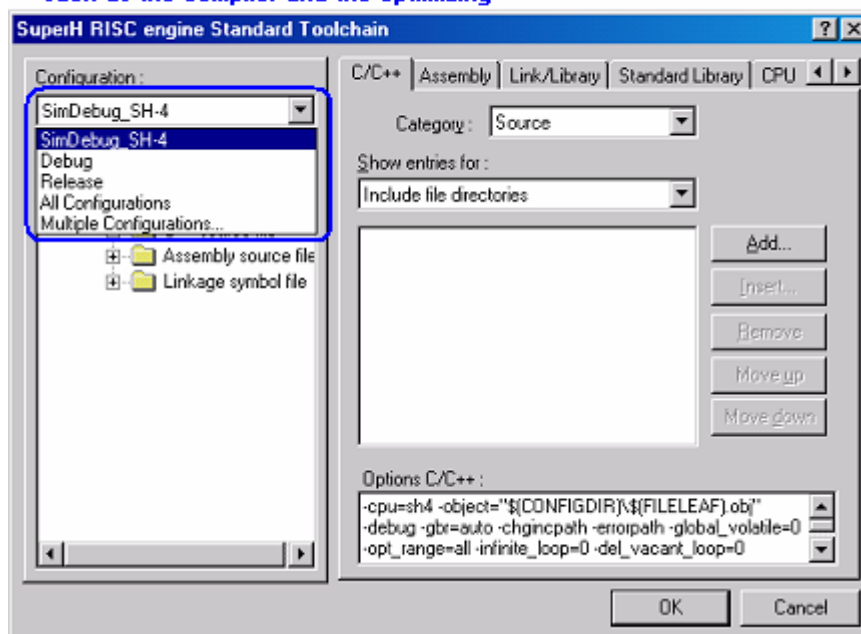 SuperH RISC engine Standard Toolchain
Configuration :
SimDebug_SH-4
SimDebug_SH-4
Debug
Release
All Configurations
Multiple Configurations...
Assembly source file
Linkage symbol file
C/C++ Assembly Link/Library Standard Library CPU
Category : Source
Show entries for :
Include file directories
Add...
Insert...
Remove
Move up
Move down
Options C/C++ :
-cpu=sh4 -object="$(CONFIGDIR)\$(FILELEAF).obj"
-debug -gbr=auto -chgincpath -errorpath -global_volatile=0
-opt_range=all -infinite_loop=0 -del_vacant_loop=0
OK Cancel